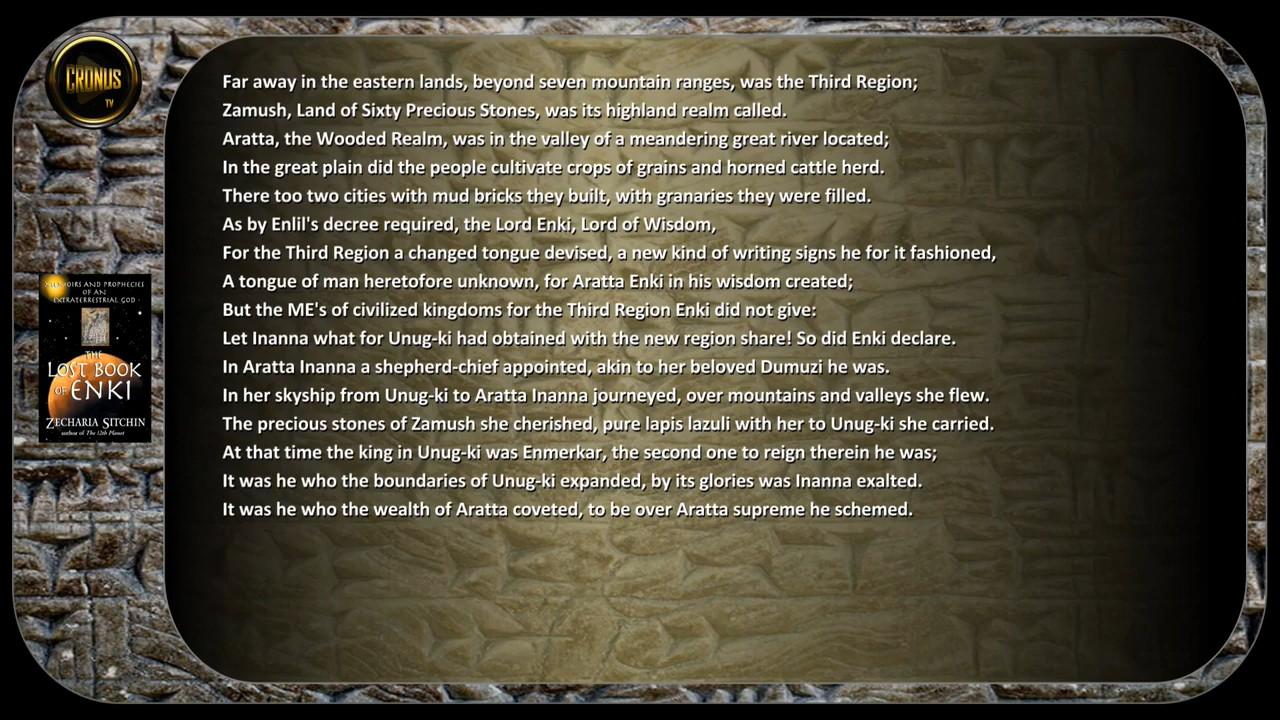 CRONUS
TV
Far away in the eastern lands, beyond seven mountain ranges, was the Third Region;
Zamush, Land of Sixty Precious Stones, was its highland realm called.
Aratta, the Wooded Realm, was in the valley of a meandering great river located;
In the great plain did the people cultivate crops of grains and horned cattle herd.
There too two cities with mud bricks they built, with granaries they were filled.
As by Enlil's decree required, the Lord Enki, Lord of Wisdom,
For the Third Region a changed tongue devised, a new kind of writing signs he for it fashioned,
A tongue of man heretofore unknown, for Aratta Enki in his wisdom created;
But the ME's of civilized kingdoms for the Third Region Enki did not give:
Let Inanna what for Unug-ki had obtained with the new region share! So did Enki declare.
In Aratta Inanna a shepherd-chief appointed, akin to her beloved Dumuzi he was.
In her skyship from Unug-ki to Aratta Inanna journeyed, over mountains and valleys she flew.
The precious stones of Zamush she cherished, pure lapis lazuli with her to Unug-ki she carried.
At that time the king in Unug-ki was Enmerkar, the second one to reign therein he was;
It was he who the boundaries of Unug-ki expanded, by its glories was Inanna exalted.
It was he who the wealth of Aratta coveted, to be over Aratta supreme he schemed.
MEMOIRS AND PROPHECIES
OF AN
EXTRATERRESTRIAL GOD
THE
LOST BOOK
OF ENKI
ZECHARIA SITCHIN
author of The 12th Planet